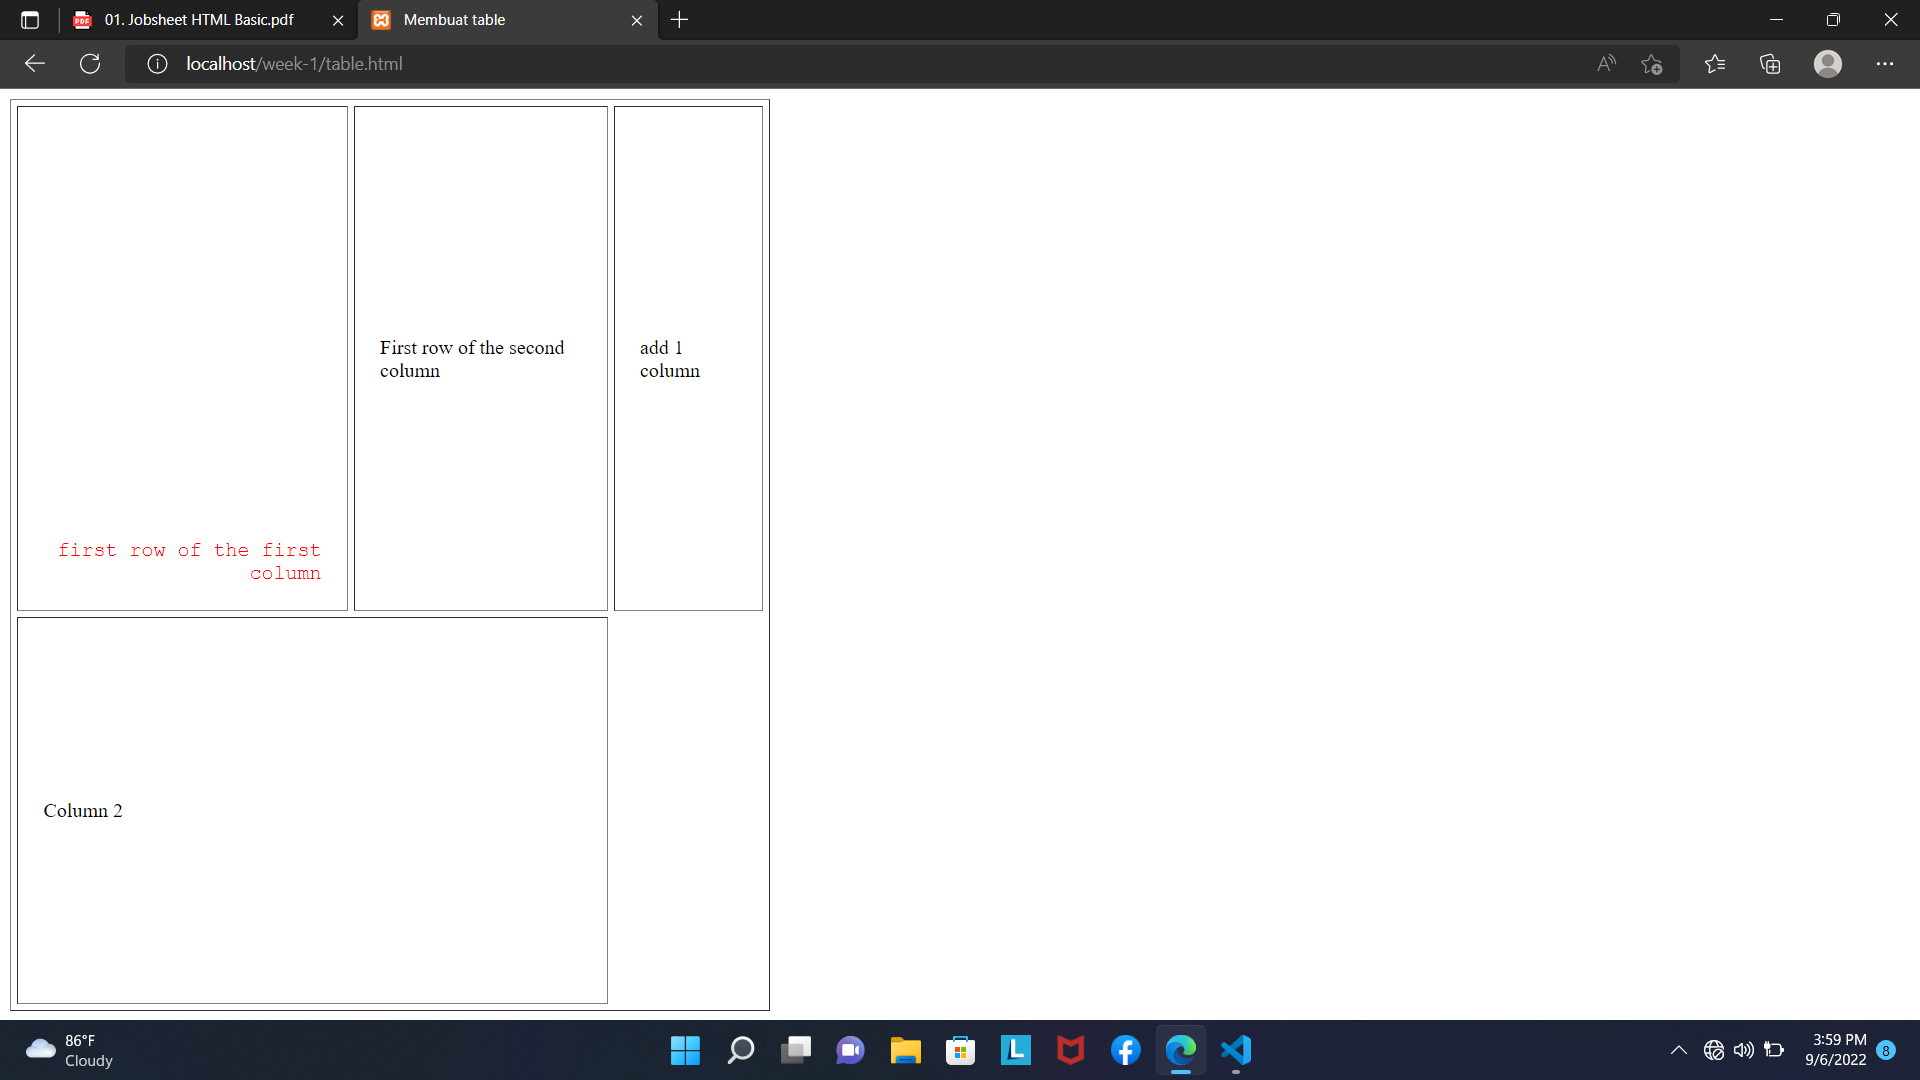 01. Jobsheet HTML Basic.pdf
Membuat table
localhost/week-1/table.html
First row of the second
column
add 1
column
first row of the first
column
Column 2
86°F
Cloudy
3:59 PM
9/6/2022
8